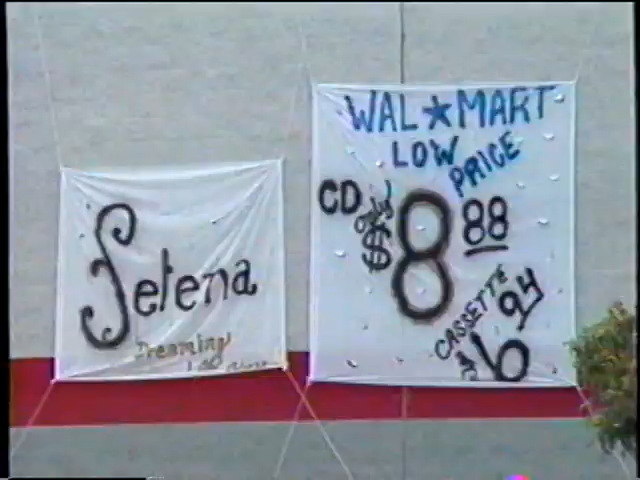 Selena
Dreaming
WAL★MART
LOW
PRICE
CD only
$8 88
CASSETTE
$6 94